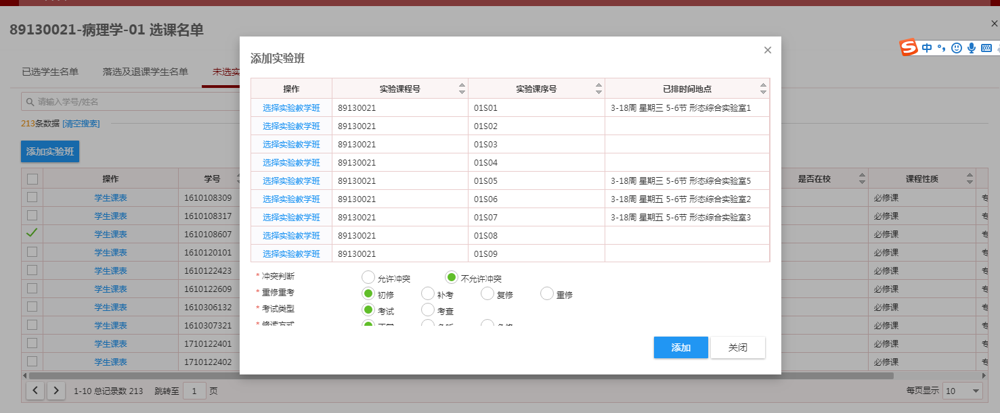 89130021-病理学-01 选课名单
中
已选学生名单 落选及退课学生名单 未选实
请输入学号/姓名
213条数据 [清空搜索]
添加实验班
操作 学号 是否在校 课程性质
学生课表 1610108309 必修课
学生课表 1610108317 必修课
学生课表 1610108607 必修课
学生课表 1610120101 必修课
学生课表 1610122423 必修课
学生课表 1610122609 必修课
学生课表 1610306132 必修课
学生课表 1610307321 必修课
学生课表 1710122401 必修课
学生课表 1710122402 必修课
1-10 总记录数 213 跳转至 1 页 每页显示 10
添加实验班
操作 实验课程号 实验课序号 已排时间地点
选择实验教学班 89130021 01S01 3-18周 星期三 5-6节 形态综合实验室1
选择实验教学班 89130021 01S02
选择实验教学班 89130021 01S03
选择实验教学班 89130021 01S04
选择实验教学班 89130021 01S05 3-18周 星期三 5-6节 形态综合实验室5
选择实验教学班 89130021 01S06 3-18周 星期五 5-6节 形态综合实验室2
选择实验教学班 89130021 01S07 3-18周 星期五 5-6节 形态综合实验室3
选择实验教学班 89130021 01S08
选择实验教学班 89130021 01S09
* 冲突判断 允许冲突 不允许冲突
* 重修重考 初修 补考 复修 重修
* 考试类型 考试 考查
* 修读方式
添加 关闭